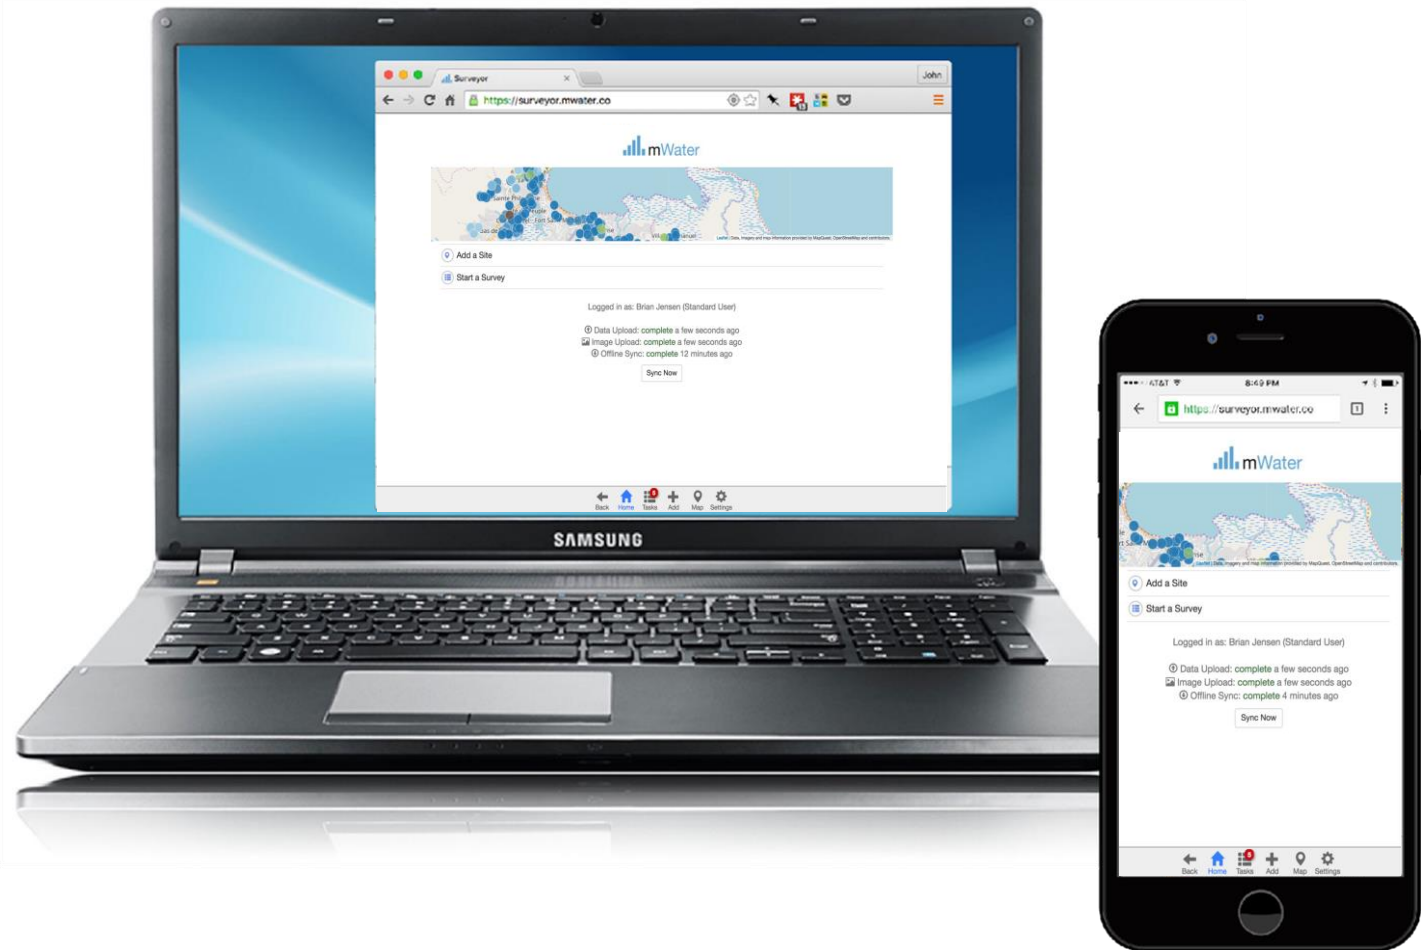 Surveyor
John
https://surveyor.mwater.co
13
mWater
Add a Site
Start a Survey
Logged in as: Brian Jensen (Standard User)
Data Upload: complete a few seconds ago
Image Upload: complete a few seconds ago
Offline Sync: complete 12 minutes ago
Sync Now
Back Home Tasks Add Map Settings
SAMSUNG
AT&T 8:49 PM
https://surveyor.mwater.co
1
mWater
Add a Site
Start a Survey
Logged in as: Brian Jensen (Standard User)
Data Upload: complete a few seconds ago
Image Upload: complete a few seconds ago
Offline Sync: complete 4 minutes ago
Sync Now
Back Home Tasks Add Map Settings